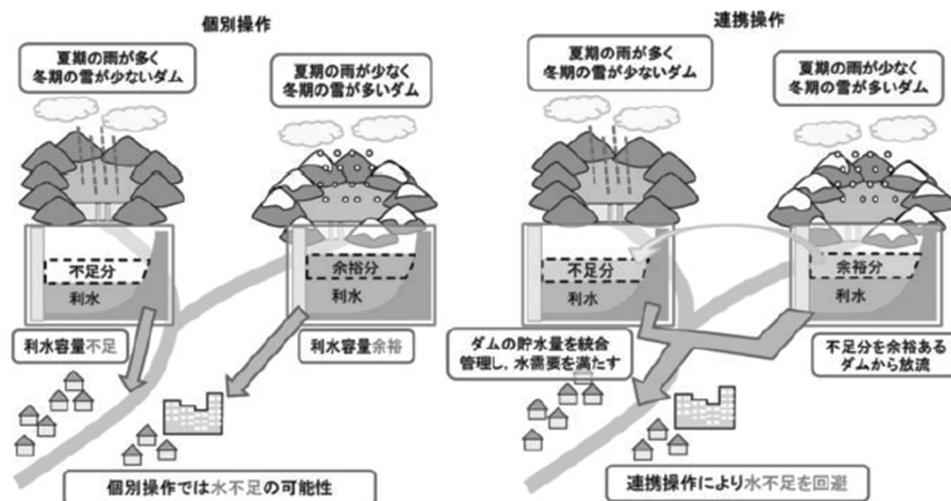 個別操作
夏期の雨が多く
冬期の雪が少ないダム
夏期の雨が少なく
冬期の雪が多いダム
不足分
利水
余裕分
利水
利水容量不足
利水容量余裕
個別操作では水不足の可能性
連携操作
夏期の雨が多く
冬期の雪が少ないダム
夏期の雨が少なく
冬期の雪が多いダム
不足分
利水
余裕分
利水
ダムの貯水量を統合
管理し，水需要を満たす
不足分を余裕ある
ダムから放流
連携操作により水不足を回避